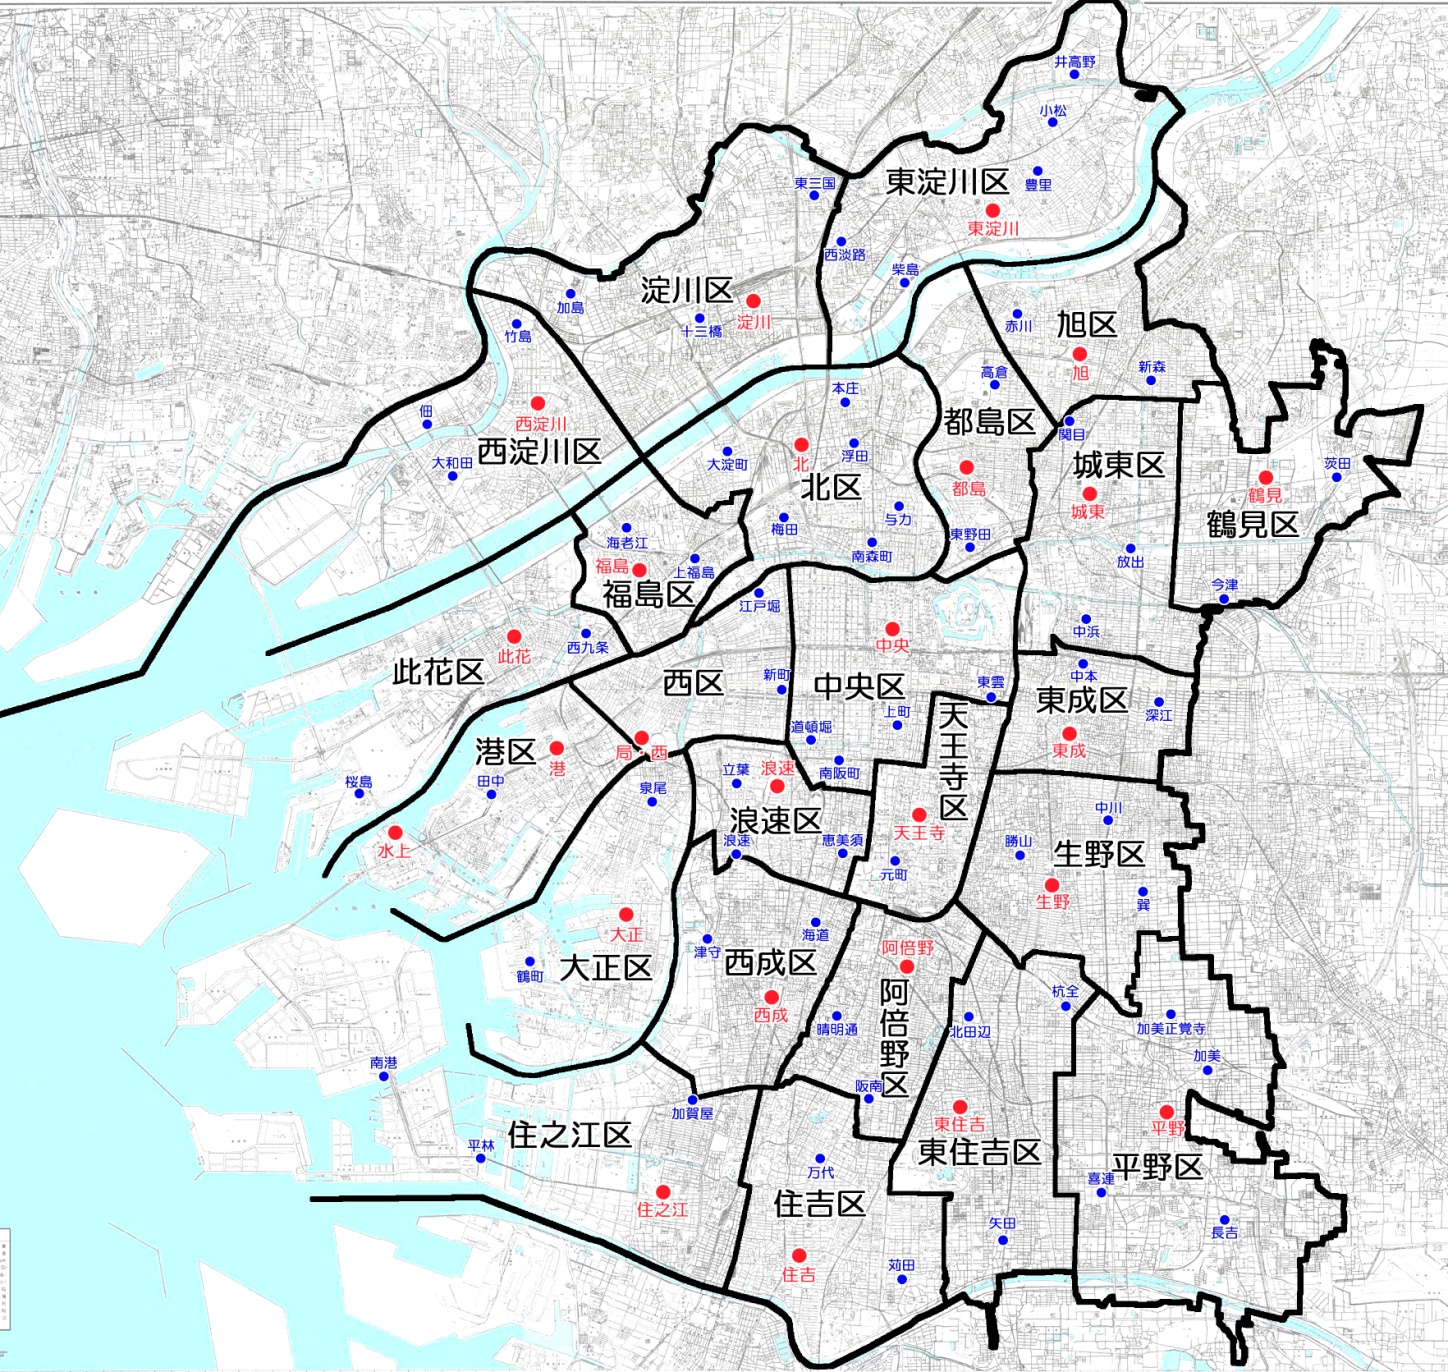 井高野
小松
東三国
東淀川区
豊里
東淀川
西淡路
柴島
淀川区
加島
淀川
十三橋
竹島
赤川
旭区
旭
新森
高倉
本庄
佃
西淀川
西淀川区
大和田
都島区
関目
大淀町
北
浮田
北区
都島
城東区
城東
茨田
鶴見
鶴見区
梅田
与力
東野田
海老江
南森町
放出
福島
上福島
福島区
江戸堀
今津
西九条
此花
此花区
中央
中浜
西区
新町
中央区
東雲
中本
東成区
深江
上町
道頓堀
天王寺区
港区
港
局・西
東成
南阪町
立葉
浪速
桜島
田中
泉尾
浪速区
中川
水上
浪速
恵美須
天王寺
元町
勝山
生野区
生野
巽
大正
海道
津守
阿倍野
西成区
大正区
鶴町
西成
阿倍野区
晴明通
北田辺
杭全
加美正覚寺
加美
南港
阪南
加賀屋
東住吉
平野
住之江区
平林
東住吉区
平野区
万代
喜連
住之江
住吉区
矢田
長吉
住吉
苅田